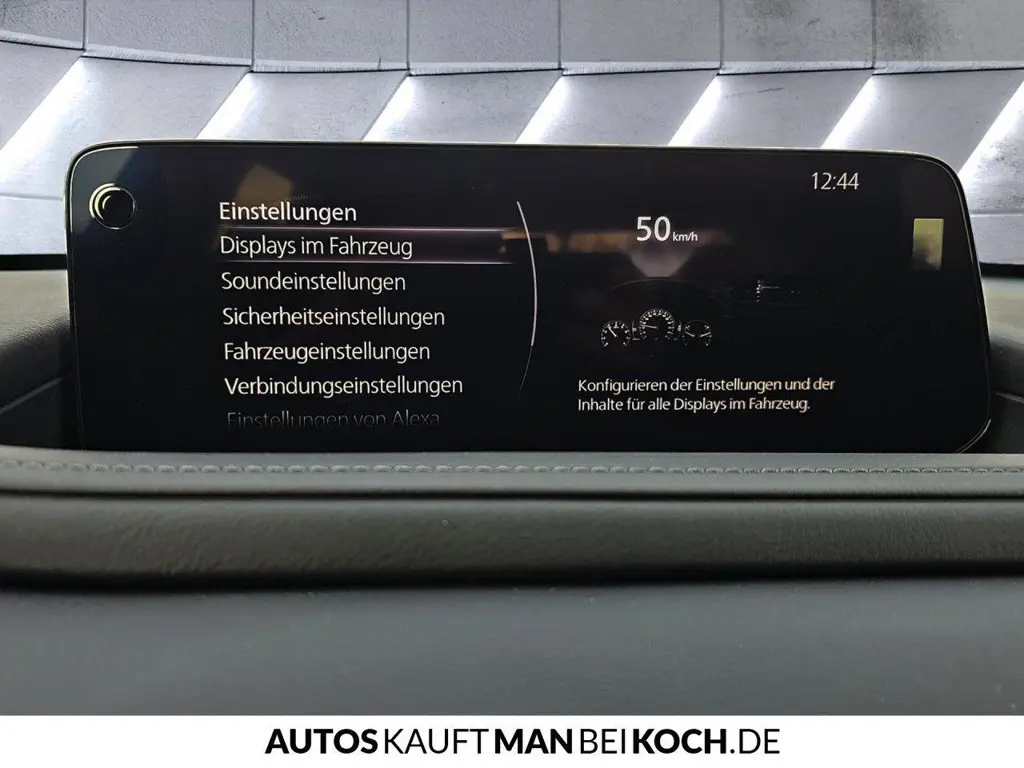 12:44
Einstellungen
Displays im Fahrzeug
Soundeinstellungen
Sicherheitseinstellungen
Fahrzeugeinstellungen
Verbindungseinstellungen
Einstellungen von Alexa
50 km/h
Konfigurieren der Einstellungen und der
Inhalte für alle Displays im Fahrzeug.
AUTOSKAUFTMANBEIKOCH.DE